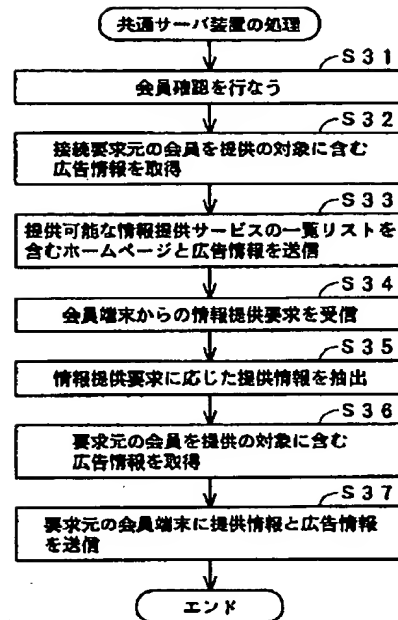 共通サーバ装置の処理
S31
会員確認を行なう
S32
接続要求元の会員を提供の対象に含む
広告情報を取得
S33
提供可能な情報提供サービスの一覧リストを
含むホームページと広告情報を送信
S34
会員端末からの情報提供要求を受信
S35
情報提供要求に応じた提供情報を抽出
S36
要求元の会員を提供の対象に含む
広告情報を取得
S37
要求元の会員端末に提供情報と広告情報
を送信
エンド